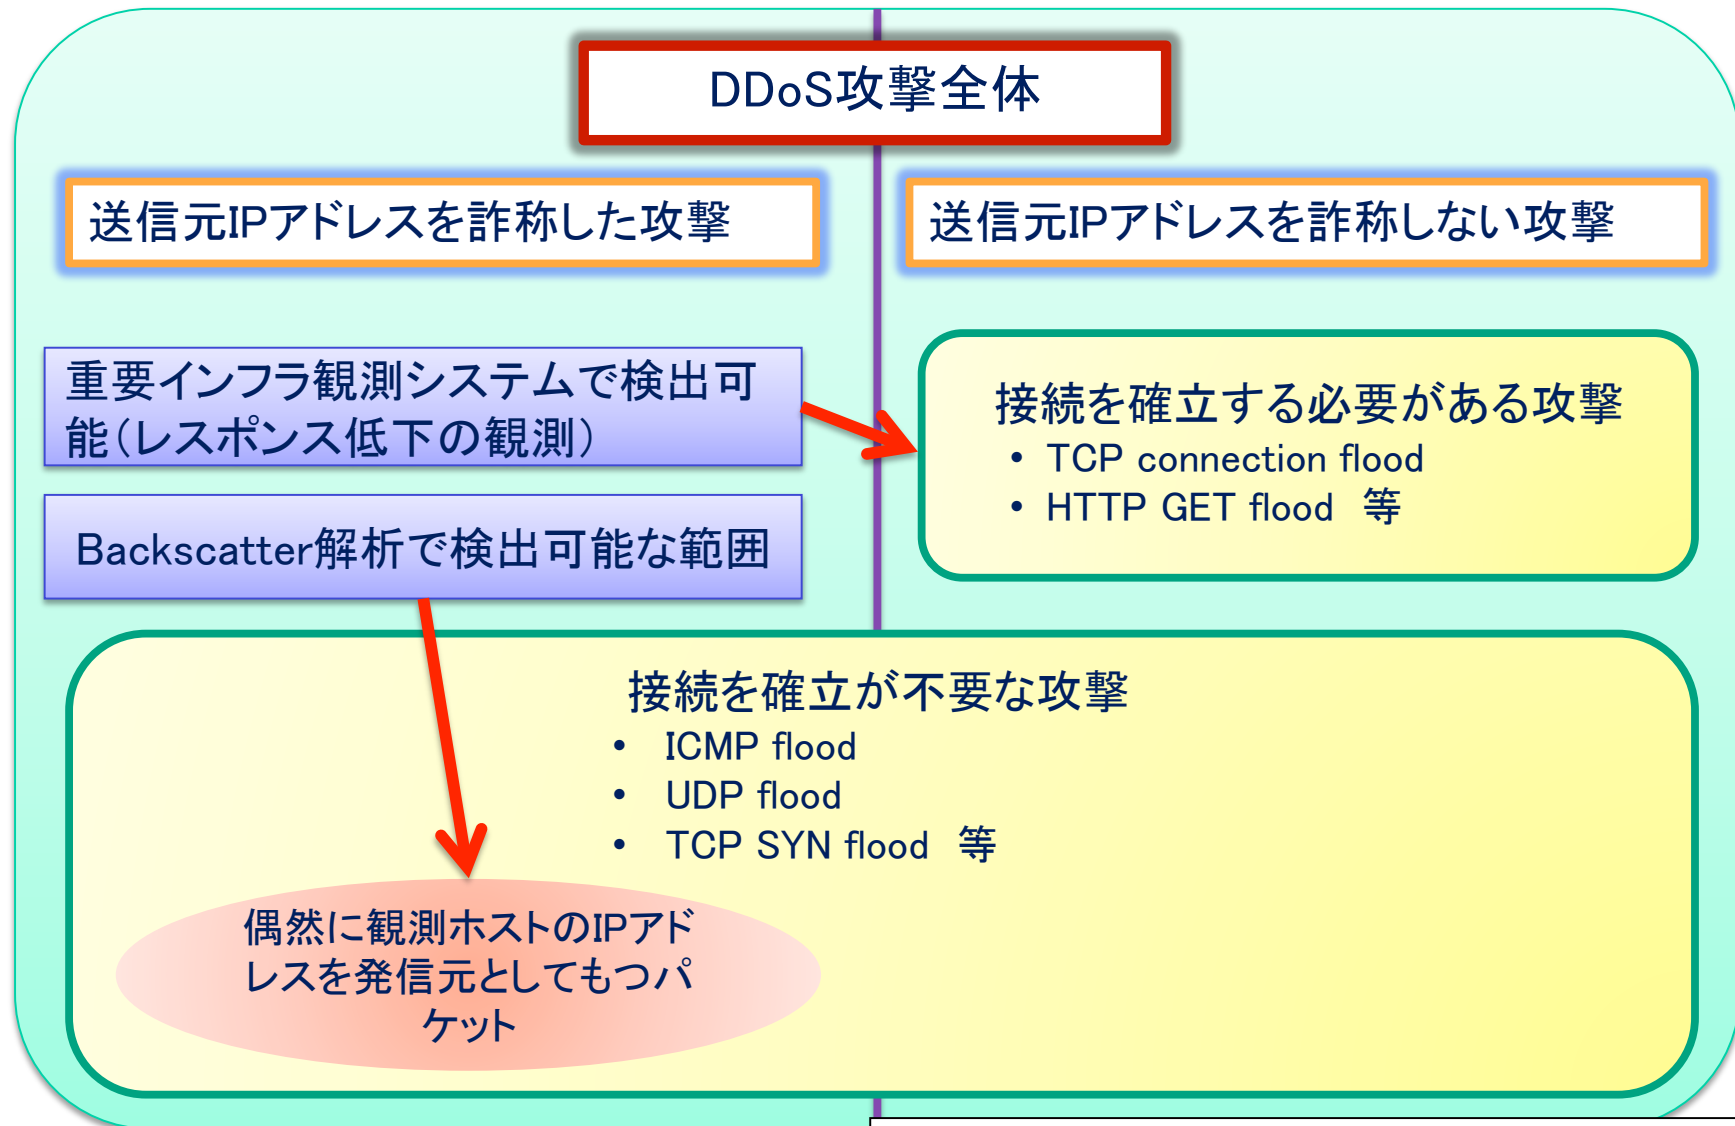 DDoS攻撃全体
送信元IPアドレスを詐称した攻撃
送信元IPアドレスを詐称しない攻撃
重要インフラ観測システムで検出可
能(レスポンス低下の観測)
Backscatter解析で検出可能な範囲
接続を確立する必要がある攻撃
• TCP connection flood
• HTTP GET flood 等
接続を確立が不要な攻撃
• ICMP flood
• UDP flood
• TCP SYN flood 等
偶然に観測ホストのIPアド
レスを発信元としてもつパ
ケット